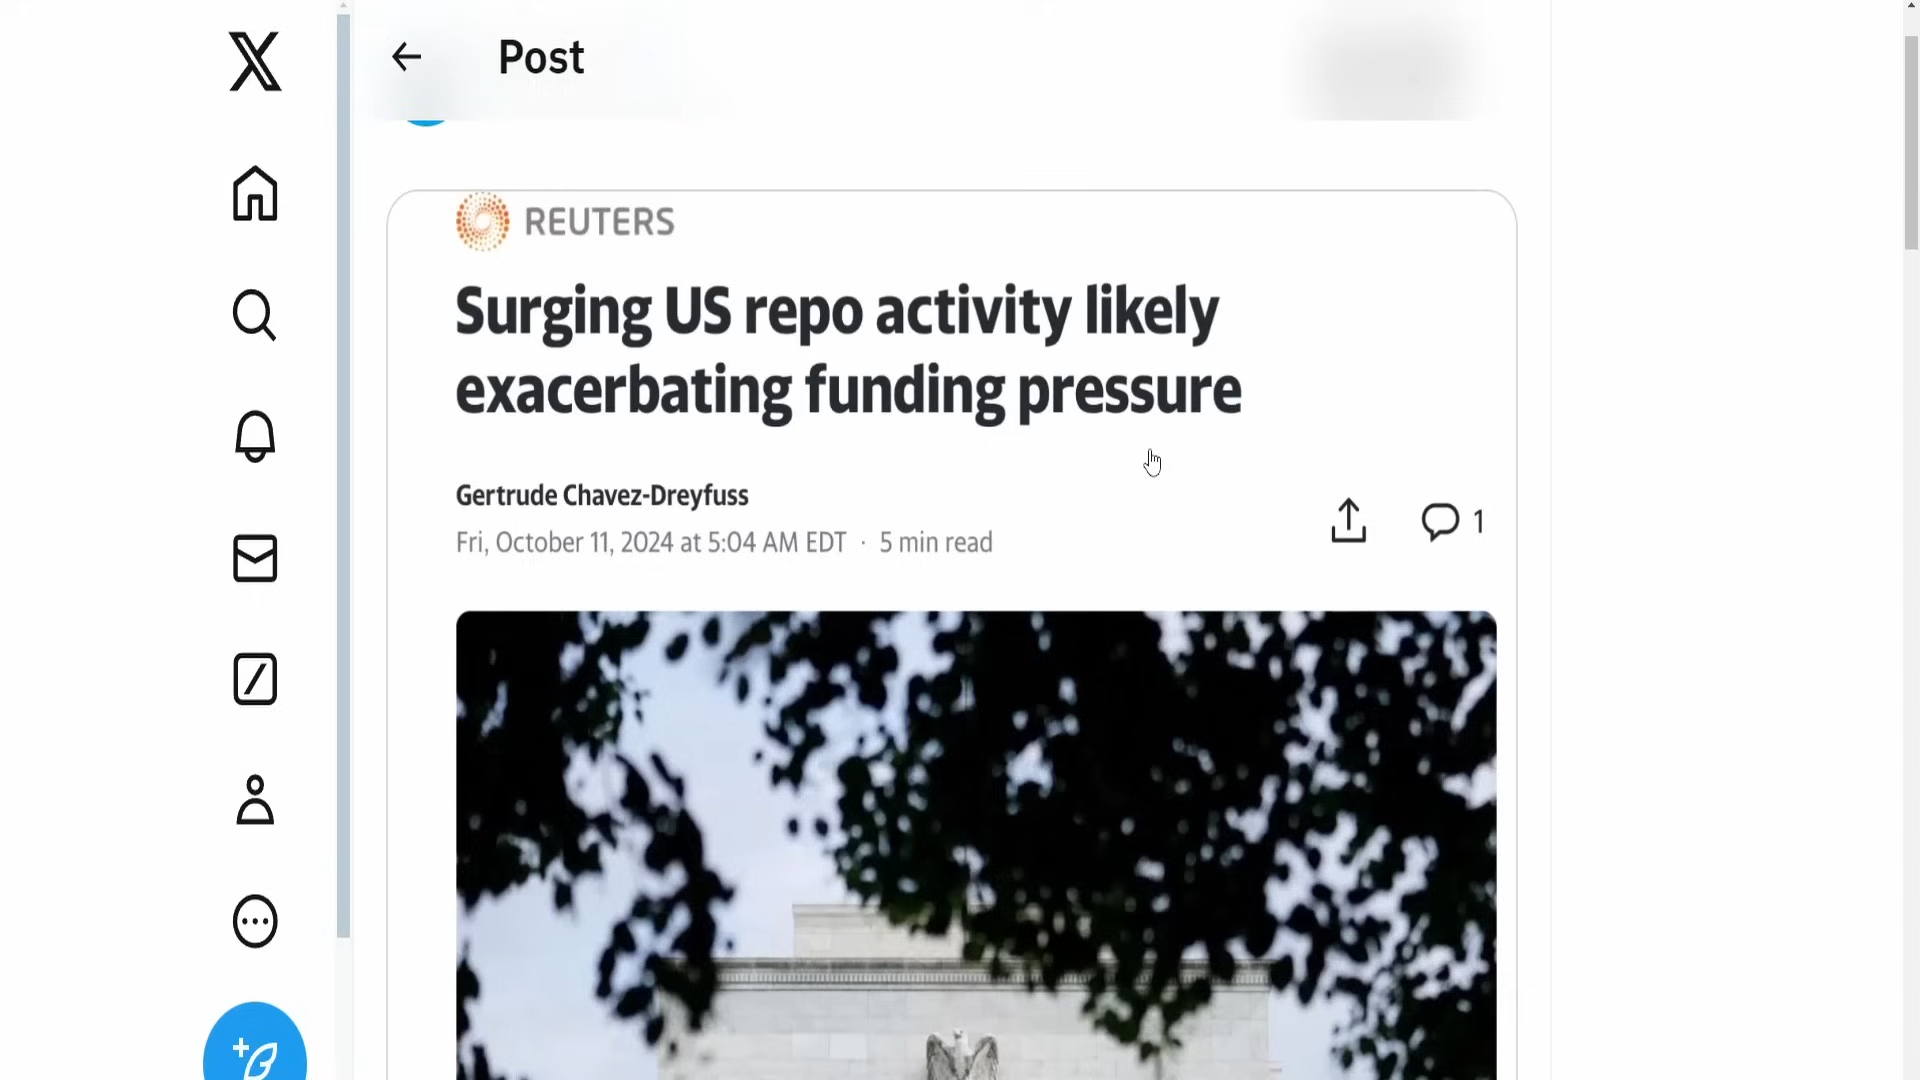 Post
REUTERS
Surging US repo activity likely
exacerbating funding pressure
Gertrude Chavez-Dreyfuss
Fri, October 11, 2024 at 5:04 AM EDT · 5 min read
1